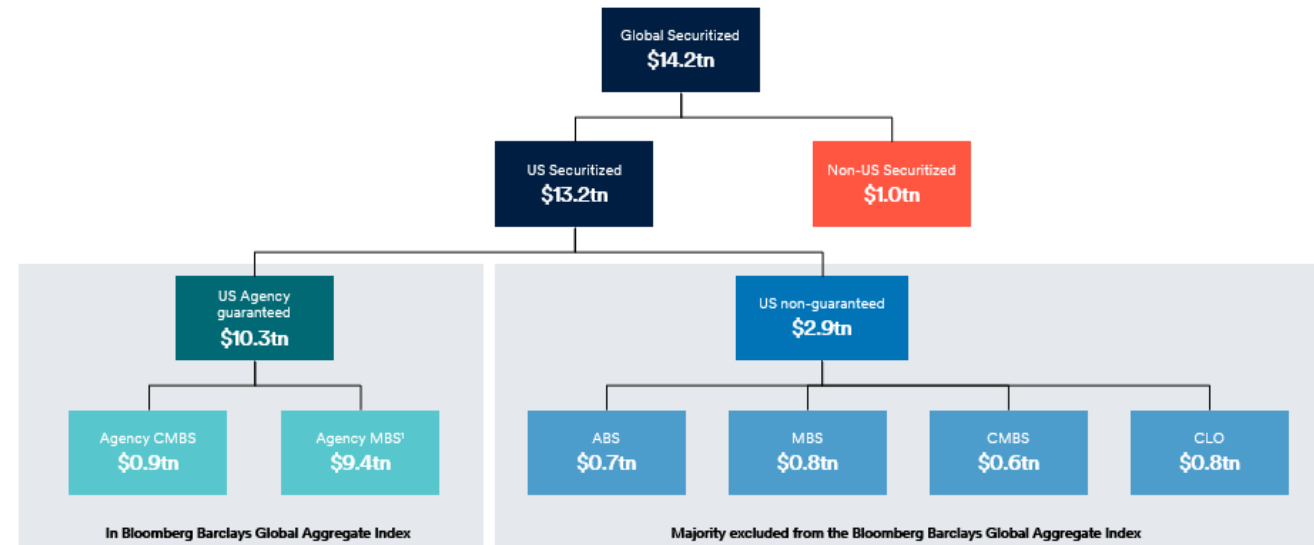 Global Securitized
$14.2tn
US Securitized
$13.2tn
Non-US Securitized
$1.0tn
US Agency
guaranteed
$10.3tn
US non-guaranteed
$2.9tn
Agency CMBS
$0.9tn
Agency MBS¹
$9.4tn
ABS
$0.7tn
MBS
$0.8tn
CMBS
$0.6tn
CLO
$0.8tn
In Bloomberg Barclays Global Aggregate Index
Majority excluded from the Bloomberg Barclays Global Aggregate Index